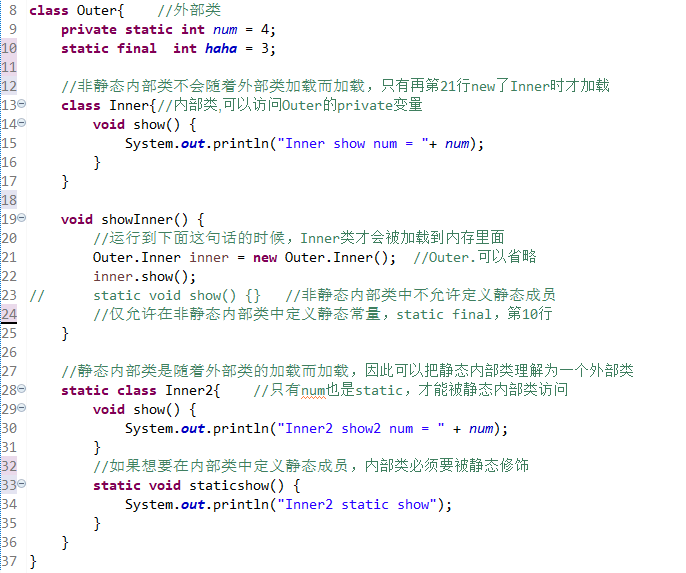 8 class Outer{    //外部类
9     private static int num = 4;
10     static final  int haha = 3;
11
12     //非静态内部类不会随着外部类加载而加载，只有再第21行new了Inner时才加载
13     class Inner{//内部类,可以访问Outer的private变量
14         void show() {
15             System.out.println("Inner show num = "+ num);
16         }
17     }
18
19     void showInner() {
20         //运行到下面这句话的时候，Inner类才会被加载到内存里面
21         Outer.Inner inner = new Outer.Inner();  //Outer.可以省略
22         inner.show();
23 //      static void show() {}   //非静态内部类中不允许定义静态成员
24         //仅允许在非静态内部类中定义静态常量，static final，第10行
25     }
26
27     //静态内部类是随着外部类的加载而加载，因此可以把静态内部类理解为一个外部类
28     static class Inner2{    //只有num也是static，才能被静态内部类访问
29         void show() {
30             System.out.println("Inner2 show2 num = " + num);
31         }
32         //如果想要在内部类中定义静态成员，内部类必须要被静态修饰
33         static void staticshow() {
34             System.out.println("Inner2 static show");
35         }
36     }
37 }